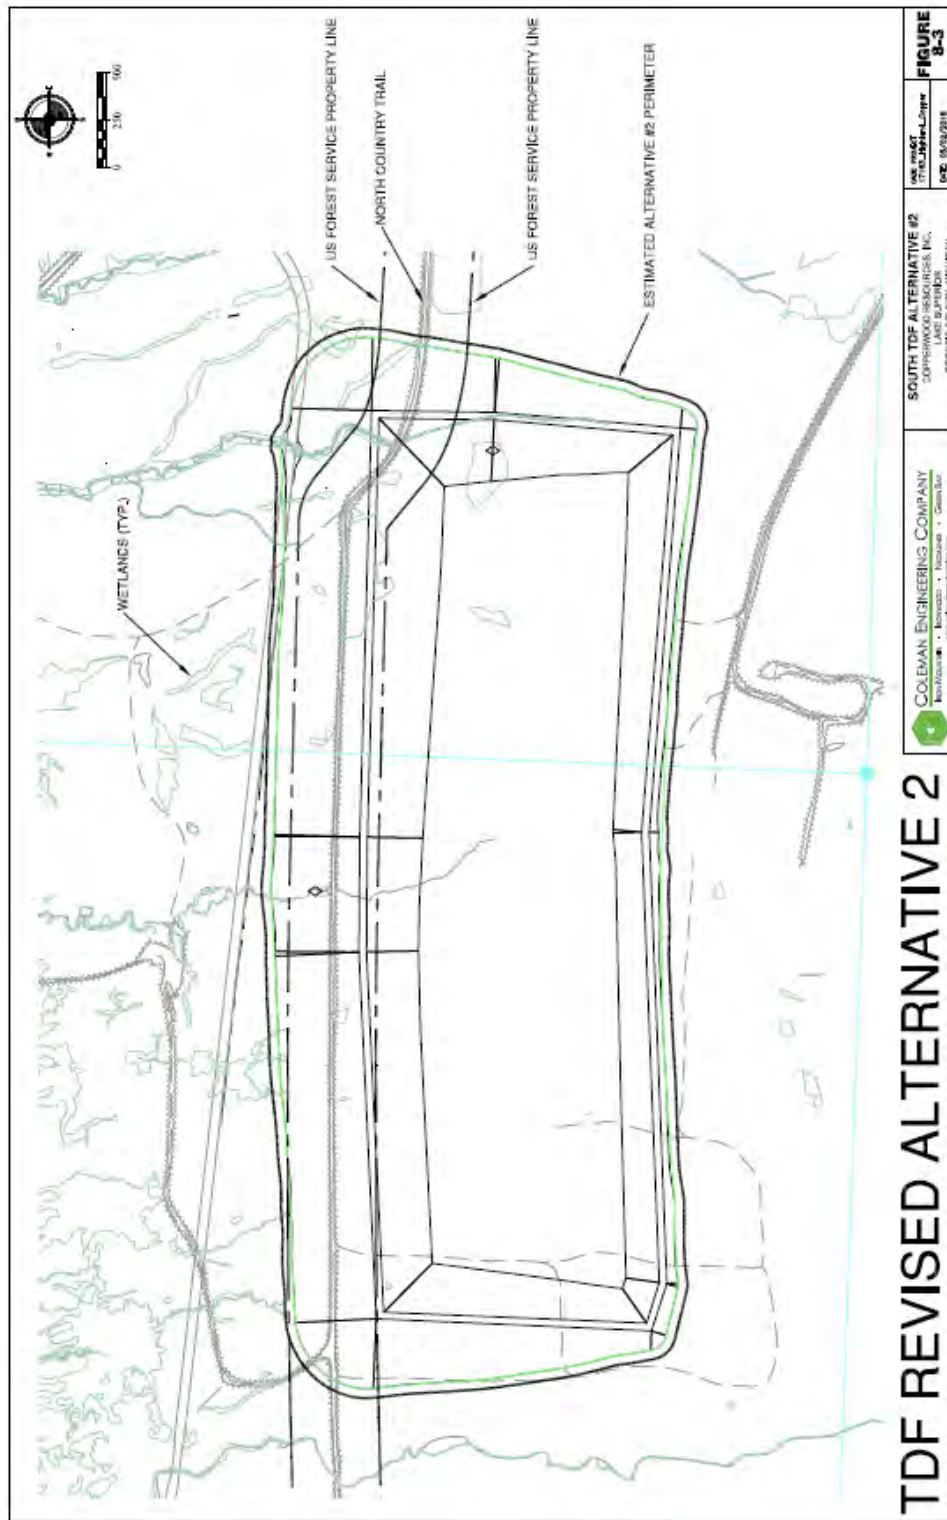 US FOREST SERVICE PROPERTY LINE
NORTH COUNTRY TRAIL
US FOREST SERVICE PROPERTY LINE
ESTIMATED ALTERNATIVE #2 PERIMETER
WETLANDS (TYP.)
0
250
500
TDF REVISED ALTERNATIVE 2
COLEMAN ENGINEERING COMPANY
SOUTH TDF ALTERNATIVE #2
COPPERWOOD RESOURCES, INC.
LAKE SUPERIOR
FIGURE
8-3